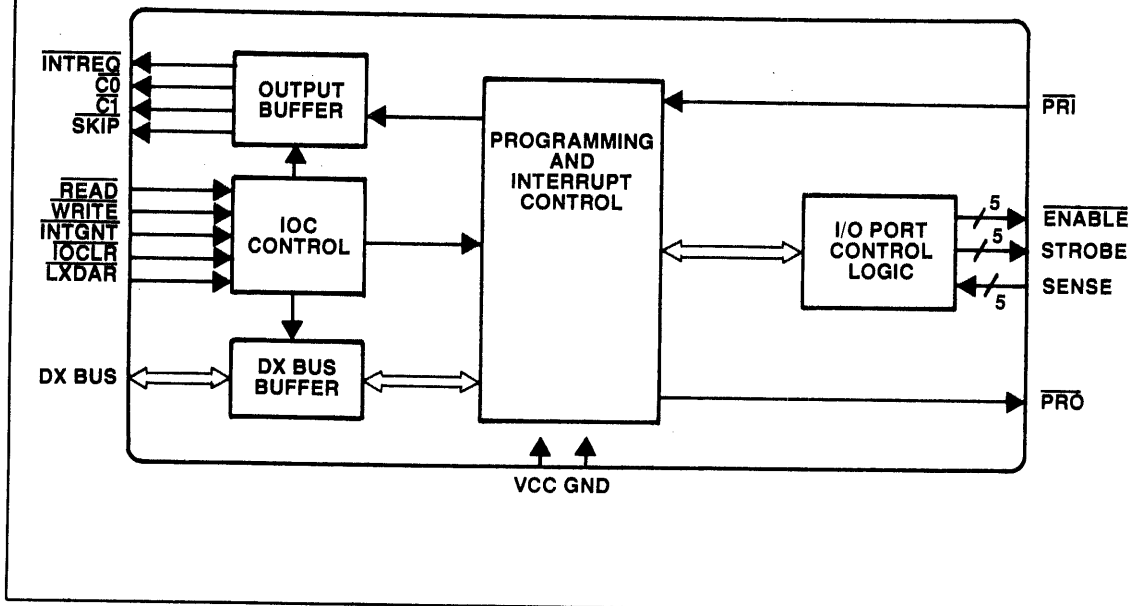 INTREQ
C0
C1
SKIP
READ
WRITE
INTGNT
IOCLR
LXDAR
DX BUS
OUTPUT
BUFFER
IOC
CONTROL
DX BUS
BUFFER
PROGRAMMING
AND
INTERRUPT
CONTROL
I/O PORT
CONTROL
LOGIC
5
5
5
PRI
ENABLE
STROBE
SENSE
PRO
VCC GND